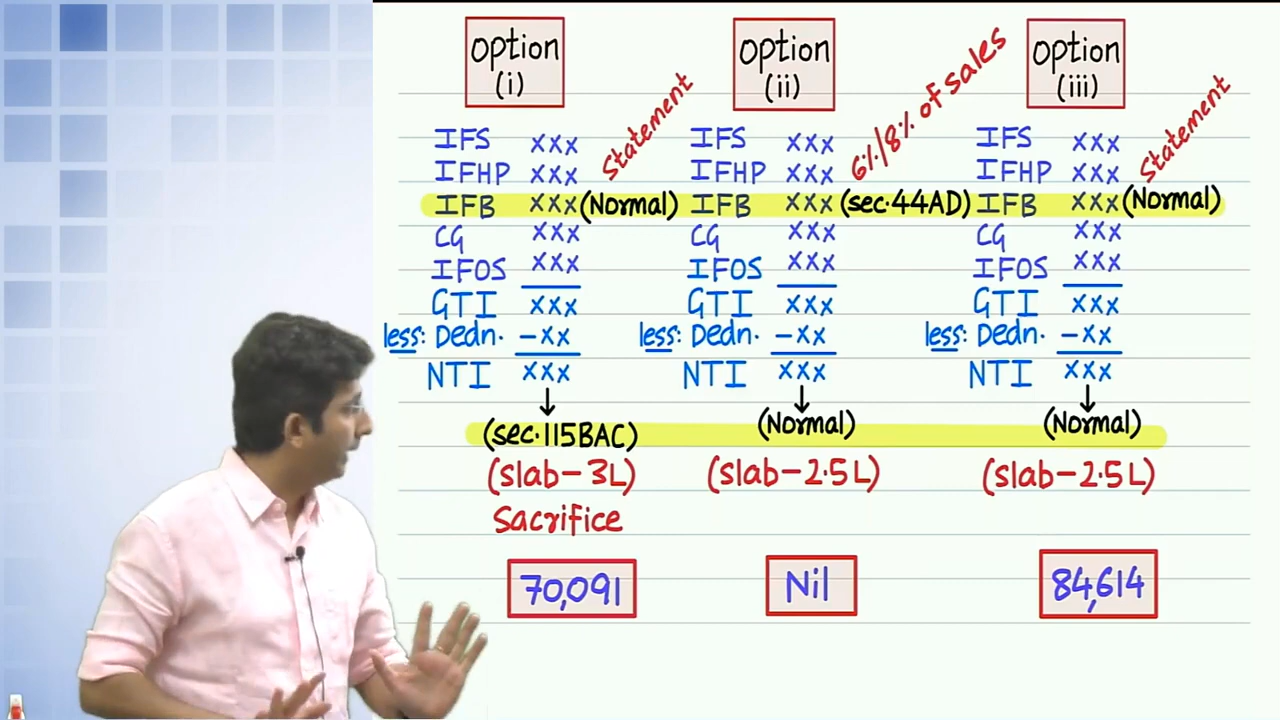 option
(i)
IFS xxx
IFHP xxx
IFB xxx (Normal)
Statement
CG xxx
IFOS xxx
GTI xxx
less: Dedn. -xx
NTI xxx
↓
(sec.115BAC)
(slab-3L)
Sacrifice
70,091
option
(ii)
IFS xxx
IFHP xxx
IFB xxx (sec.44AD)
6%/8% of sales
CG xxx
IFOS xxx
GTI xxx
less: Dedn. -xx
NTI xxx
↓
(Normal)
(slab-2.5L)
Nil
option
(iii)
IFS xxx
IFHP xxx
IFB xxx (Normal)
Statement
CG xxx
IFOS xxx
GTI xxx
less: Dedn. -xx
NTI xxx
↓
(Normal)
(slab-2.5L)
84,614